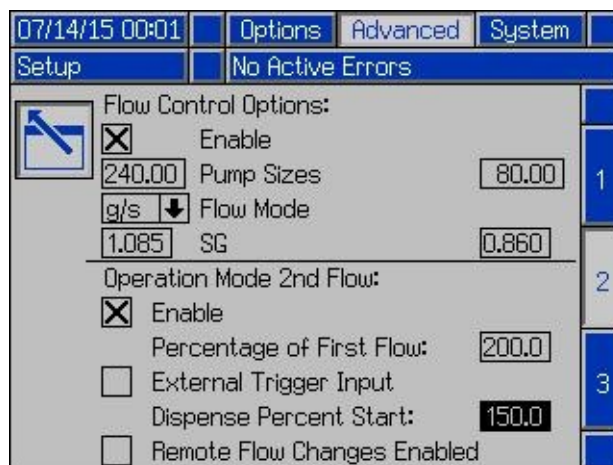 07/14/15 00:01 Options Advanced System
Setup No Active Errors
Flow Control Options:
Enable
240.00 Pump Sizes 80.00
g/s Flow Mode
1.085 SG 0.860
Operation Mode 2nd Flow:
Enable
Percentage of First Flow: 200.0
External Trigger Input
Dispense Percent Start: 150.0
Remote Flow Changes Enabled
1
2
3